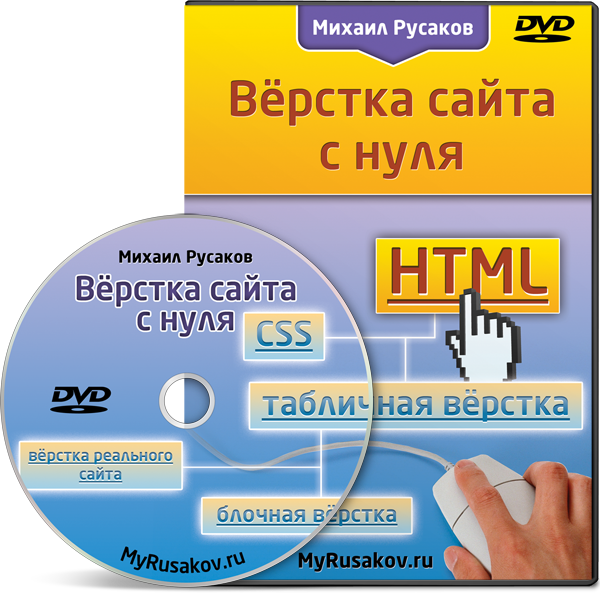 Михаил Русаков
DVD
Вёрстка сайта
с нуля
HTML
CSS
табличная вёрстка
вёрстка реального
сайта
блочная вёрстка
MyRusakov.ru
Михаил Русаков
Вёрстка сайта
с нуля
DVD
MyRusakov.ru